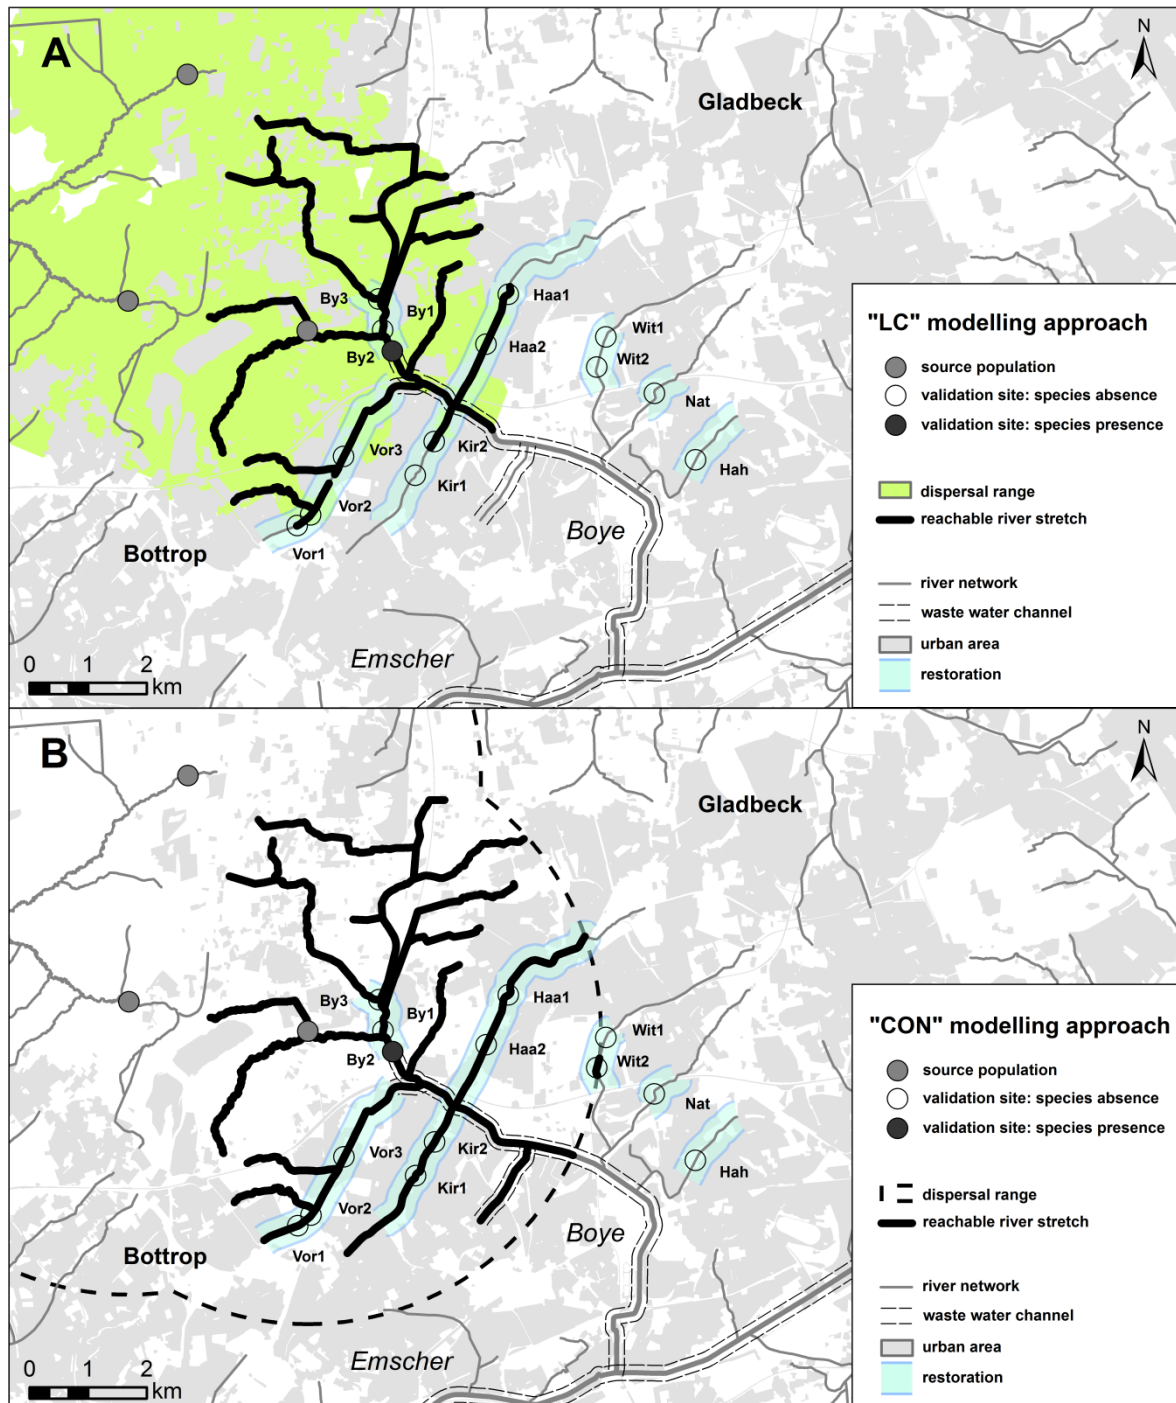 A
N
Gladbeck
By3
By1
Haa1
By2
Haa2
Wit1
Wit2
Nat
Vor3
Kir2
Hah
Kir1
Vor2
Vor1
Bottrop
Boye
Emscher
0 1 2
km
"LC" modelling approach
source population
validation site: species absence
validation site: species presence
dispersal range
reachable river stretch
river network
waste water channel
urban area
restoration
B
N
Gladbeck
By3
By1
Haa1
By2
Haa2
Wit1
Wit2
Nat
Vor3
Kir2
Hah
Kir1
Vor2
Vor1
Bottrop
Boye
Emscher
0 1 2
km
"CON" modelling approach
source population
validation site: species absence
validation site: species presence
dispersal range
reachable river stretch
river network
waste water channel
urban area
restoration